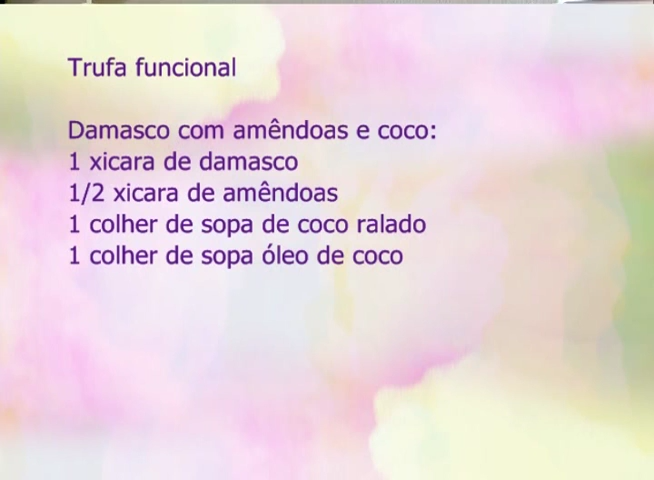 Trufa funcional
Damasco com amêndoas e coco:
1 xicara de damasco
1/2 xicara de amêndoas
1 colher de sopa de coco ralado
1 colher de sopa óleo de coco